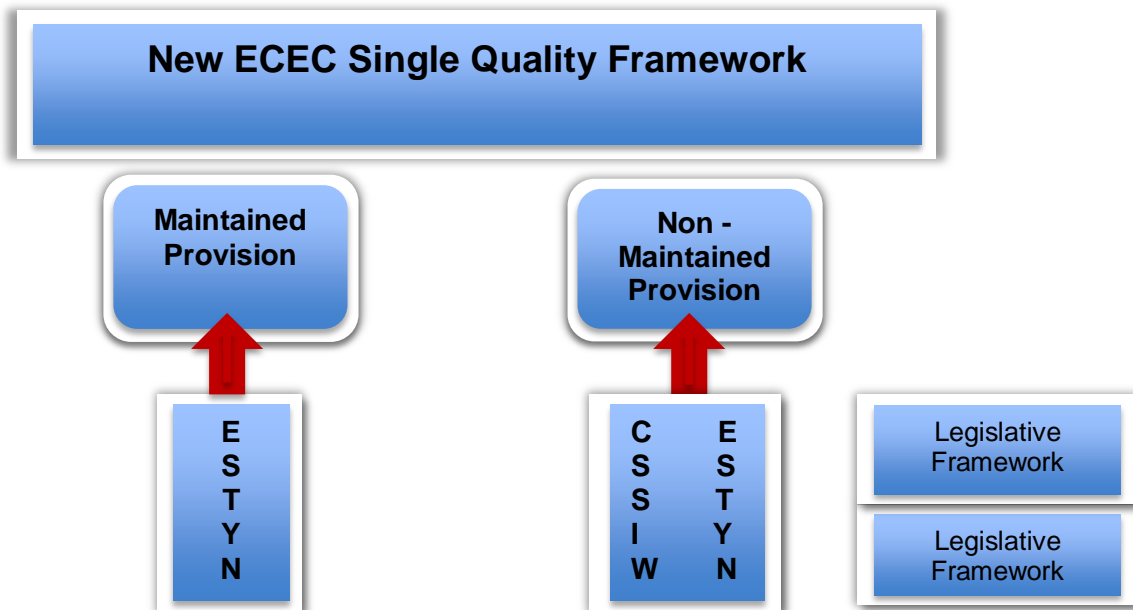 New ECEC Single Quality Framework
Maintained
Provision
Non -
Maintained
Provision
E
S
T
Y
N
C E
S S
S T
I Y
W N
Legislative
Framework
Legislative
Framework